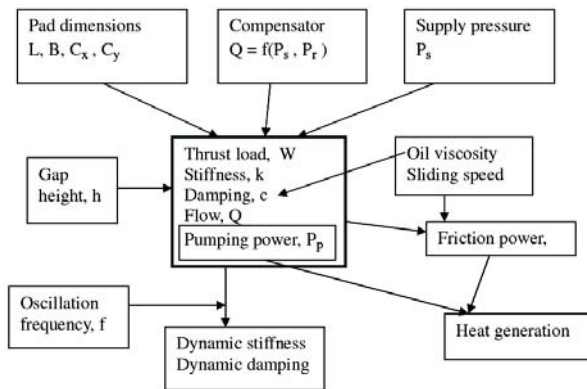 Pad dimensions
L, B, Cₓ , C_y
Compensator
Q = f(Pₛ , Pᵣ )
Supply pressure
Pₛ
Thrust load, W
Stiffness, k
Damping, c
Flow, Q
Pumping power, Pₚ
Gap
height, h
Oil viscosity
Sliding speed
Friction power,
Oscillation
frequency, f
Dynamic stiffness
Dynamic damping
Heat generation